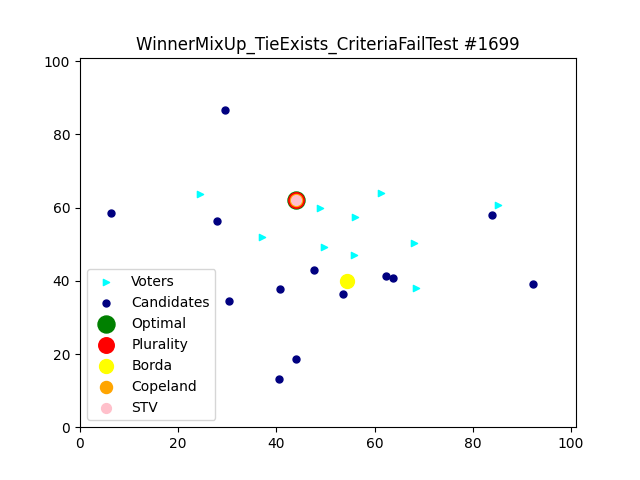 WinnerMixUp_TieExists_CriteriaFailTest #1699
100
80
60
40
20
0
Voters
Candidates
Optimal
Plurality
Borda
Copeland
STV
0 20 40 60 80 100